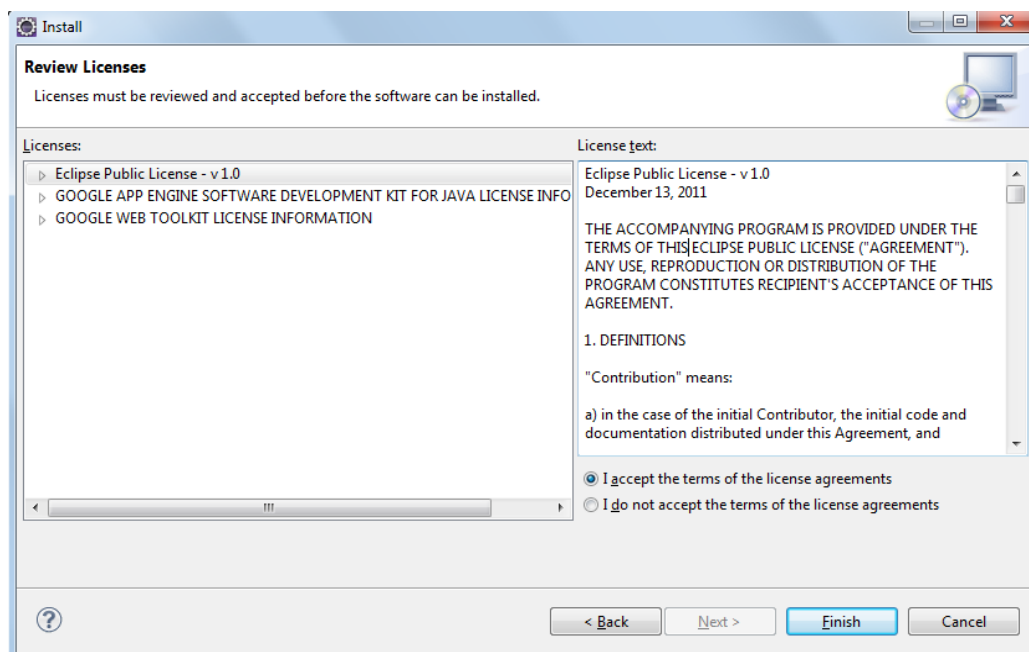 Install
Review Licenses
Licenses must be reviewed and accepted before the software can be installed.
Licenses:
Eclipse Public License - v 1.0
GOOGLE APP ENGINE SOFTWARE DEVELOPMENT KIT FOR JAVA LICENSE INFO
GOOGLE WEB TOOLKIT LICENSE INFORMATION
License text:
Eclipse Public License - v 1.0
December 13, 2011
THE ACCOMPANYING PROGRAM IS PROVIDED UNDER THE
TERMS OF THIS ECLIPSE PUBLIC LICENSE ("AGREEMENT").
ANY USE, REPRODUCTION OR DISTRIBUTION OF THE
PROGRAM CONSTITUTES RECIPIENT'S ACCEPTANCE OF THIS
AGREEMENT.
1. DEFINITIONS
"Contribution" means:
a) in the case of the initial Contributor, the initial code and
documentation distributed under this Agreement, and
I accept the terms of the license agreements
I do not accept the terms of the license agreements
< Back
Next >
Finish
Cancel